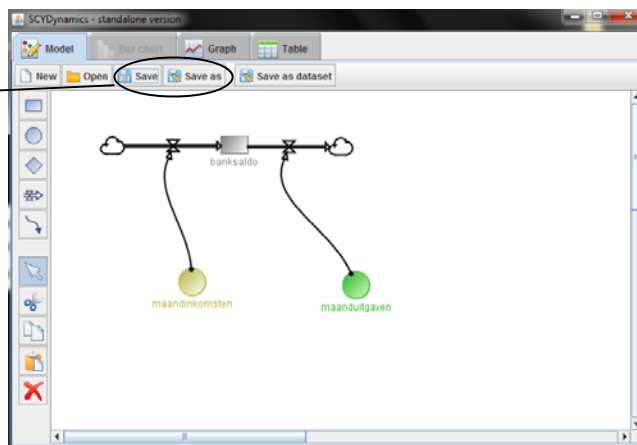 SCYDynamics - standalone version
Model Bar chart Graph Table
New Open Save Save as Save as dataset
banksaldo
maandinkomsten
maanduitgaven